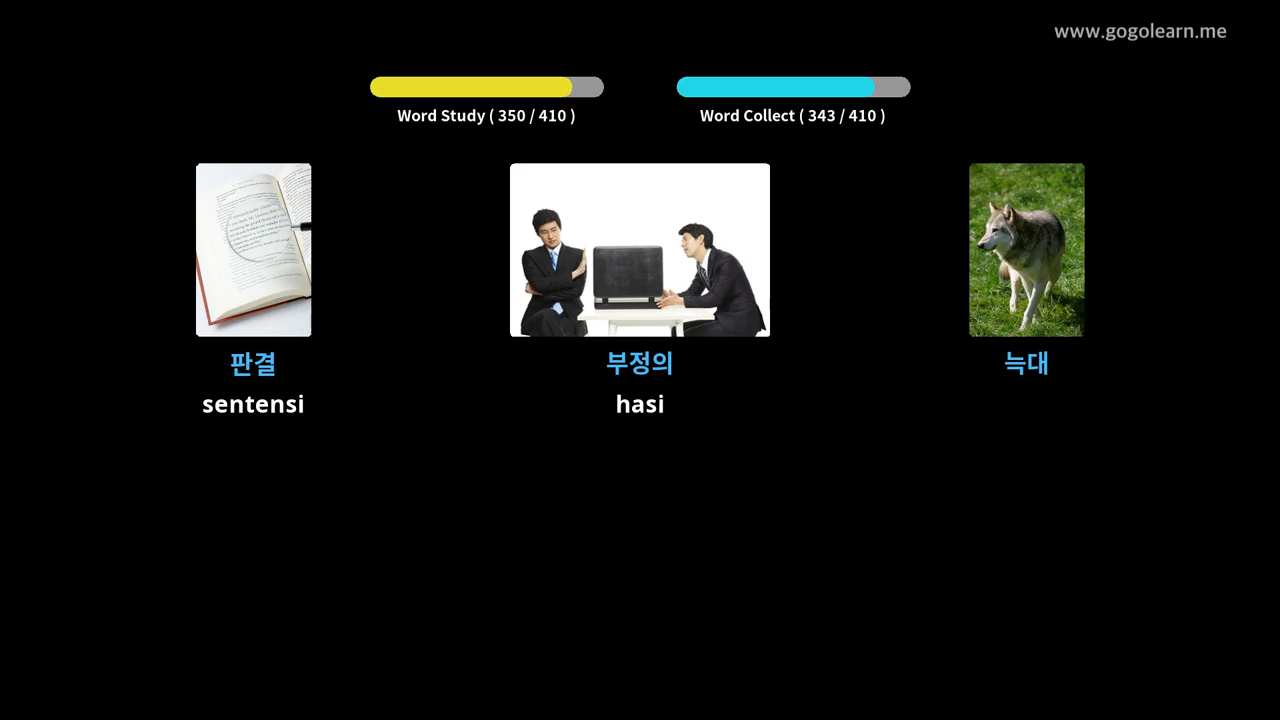 www.gogolearn.me
Word Study ( 350 / 410 )
Word Collect ( 343 / 410 )
판결
부정의
늑대
sentensi
hasi